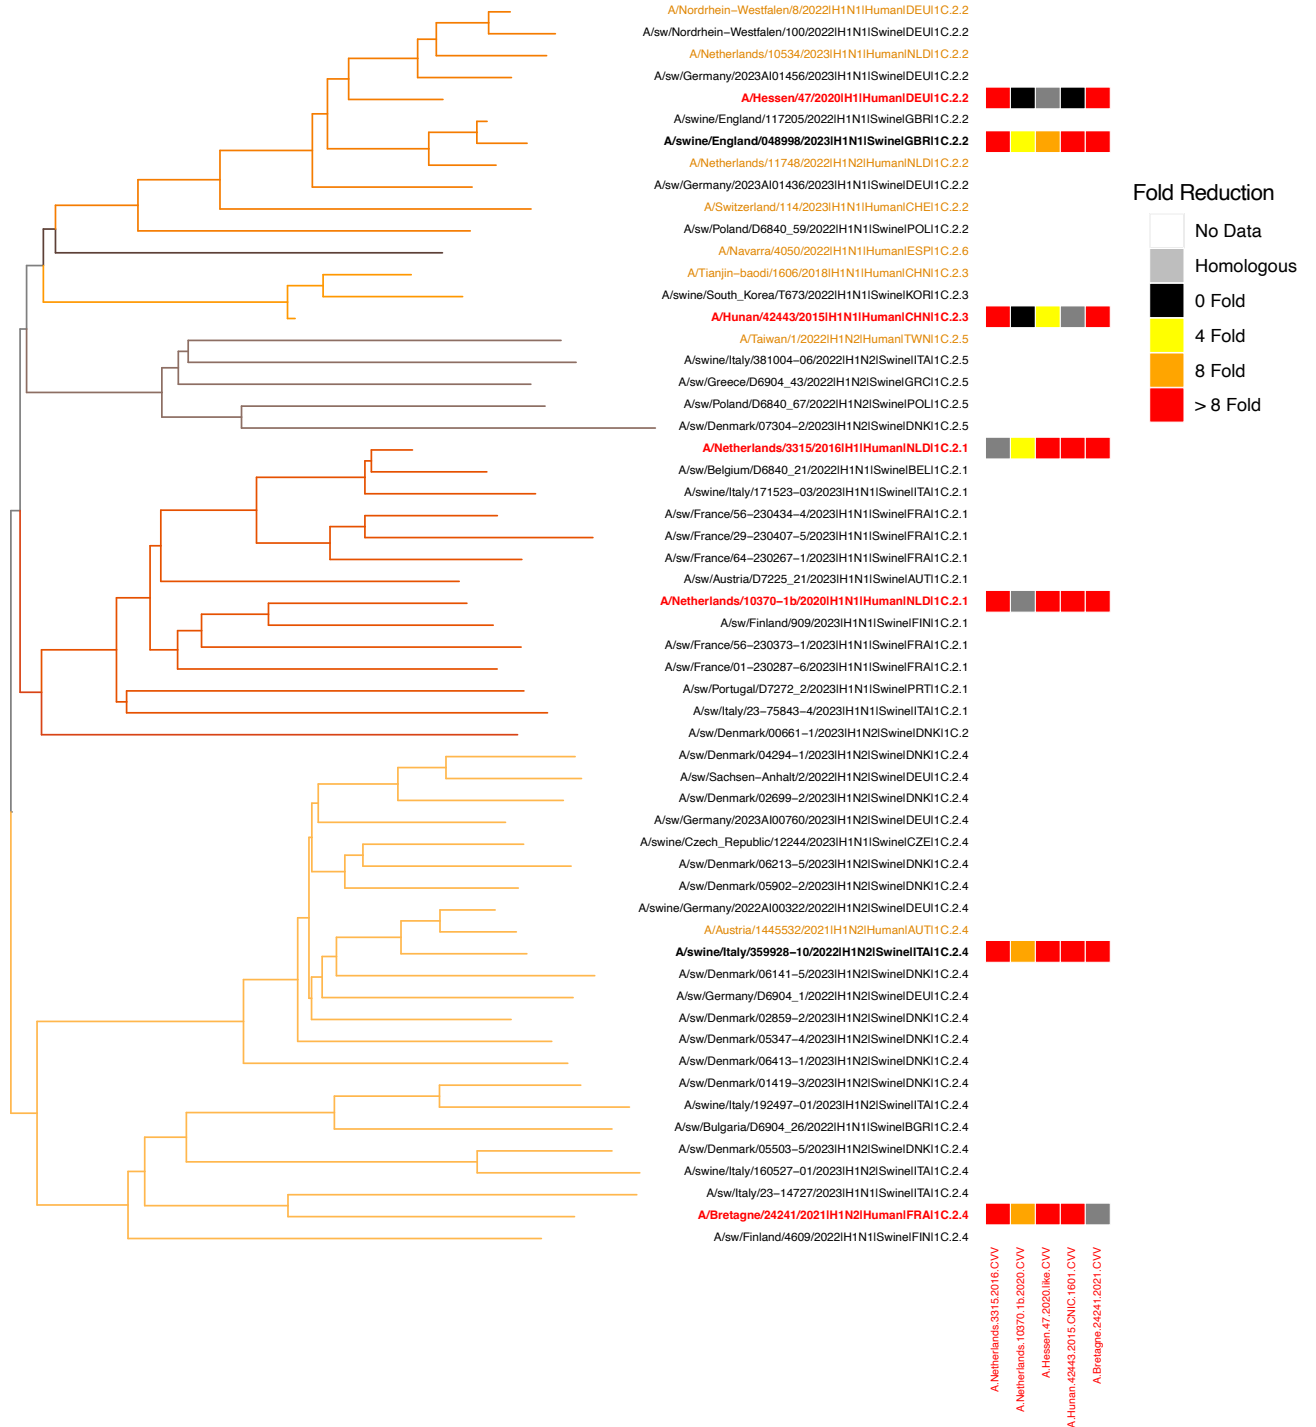 A/Nordrhein−Westfalen/8/2022|H1N1|Human|DEU|1C.2.2
A/sw/Nordrhein−Westfalen/100/2022|H1N1|Swine|DEU|1C.2.2
A/Netherlands/10534/2023|H1N1|Human|NLD|1C.2.2
A/sw/Germany/2023AI01456/2023|H1N1|Swine|DEU|1C.2.2
A/Hessen/47/2020|H1|Human|DEU|1C.2.2
A/swine/England/117205/2022|H1N1|Swine|GBR|1C.2.2
A/swine/England/048998/2023|H1N1|Swine|GBR|1C.2.2
A/Netherlands/11748/2022|H1N2|Human|NLD|1C.2.2
A/sw/Germany/2023AI01436/2023|H1N1|Swine|DEU|1C.2.2
A/Switzerland/114/2023|H1N1|Human|CHE|1C.2.2
A/sw/Poland/D6840_59/2022|H1N1|Swine|POL|1C.2.2
A/Navarra/4050/2022|H1N1|Human|ESP|1C.2.6
A/Tianjin−baodi/1606/2018|H1N1|Human|CHN|1C.2.3
A/swine/South_Korea/T673/2022|H1N1|Swine|KOR|1C.2.3
A/Hunan/42443/2015|H1N1|Human|CHN|1C.2.3
A/Taiwan/1/2022|H1N2|Human|TWN|1C.2.5
A/swine/Italy/381004−06/2022|H1N2|Swine|ITA|1C.2.5
A/sw/Greece/D6904_43/2022|H1N2|Swine|GRC|1C.2.5
A/sw/Poland/D6840_67/2022|H1N2|Swine|POL|1C.2.5
A/sw/Denmark/07304−2/2023|H1N2|Swine|DNK|1C.2.5
A/Netherlands/3315/2016|H1|Human|NLD|1C.2.1
A/sw/Belgium/D6840_21/2022|H1N1|Swine|BEL|1C.2.1
A/swine/Italy/171523−03/2023|H1N1|Swine|ITA|1C.2.1
A/sw/France/56−230434−4/2023|H1N1|Swine|FRA|1C.2.1
A/sw/France/29−230407−5/2023|H1N1|Swine|FRA|1C.2.1
A/sw/France/64−230267−1/2023|H1N1|Swine|FRA|1C.2.1
A/sw/Austria/D7225_21/2023|H1N1|Swine|AUT|1C.2.1
A/Netherlands/10370−1b/2020|H1N1|Human|NLD|1C.2.1
A/sw/Finland/909/2023|H1N1|Swine|FIN|1C.2.1
A/sw/France/56−230373−1/2023|H1N1|Swine|FRA|1C.2.1
A/sw/France/01−230287−6/2023|H1N1|Swine|FRA|1C.2.1
A/sw/Portugal/D7272_2/2023|H1N1|Swine|PRT|1C.2.1
A/sw/Italy/23−75843−4/2023|H1N1|Swine|ITA|1C.2.1
A/sw/Denmark/00661−1/2023|H1N2|Swine|DNK|1C.2
A/sw/Denmark/04294−1/2023|H1N2|Swine|DNK|1C.2.4
A/sw/Sachsen−Anhalt/2/2022|H1N2|Swine|DEU|1C.2.4
A/sw/Denmark/02699−2/2023|H1N2|Swine|DNK|1C.2.4
A/sw/Germany/2023AI00760/2023|H1N2|Swine|DEU|1C.2.4
A/swine/Czech_Republic/12244/2023|H1N1|Swine|CZE|1C.2.4
A/sw/Denmark/06213−5/2023|H1N2|Swine|DNK|1C.2.4
A/sw/Denmark/05902−2/2023|H1N2|Swine|DNK|1C.2.4
A/swine/Germany/2022AI00322/2022|H1N2|Swine|DEU|1C.2.4
A/Austria/1445532/2021|H1N2|Human|AUT|1C.2.4
A/swine/Italy/359928−10/2022|H1N2|Swine|ITA|1C.2.4
A/sw/Denmark/06141−5/2023|H1N2|Swine|DNK|1C.2.4
A/sw/Germany/D6904_1/2022|H1N2|Swine|DEU|1C.2.4
A/sw/Denmark/02859−2/2023|H1N2|Swine|DNK|1C.2.4
A/sw/Denmark/05347−4/2023|H1N2|Swine|DNK|1C.2.4
A/sw/Denmark/06413−1/2023|H1N2|Swine|DNK|1C.2.4
A/sw/Denmark/01419−3/2023|H1N2|Swine|DNK|1C.2.4
A/swine/Italy/192497−01/2023|H1N2|Swine|ITA|1C.2.4
A/sw/Bulgaria/D6904_26/2022|H1N1|Swine|BGR|1C.2.4
A/sw/Denmark/05503−5/2023|H1N2|Swine|DNK|1C.2.4
A/swine/Italy/160527−01/2023|H1N2|Swine|ITA|1C.2.4
A/sw/Italy/23−14727/2023|H1N1|Swine|ITA|1C.2.4
A/Bretagne/24241/2021|H1N2|Human|FRA|1C.2.4
A/sw/Finland/4609/2022|H1N1|Swine|FIN|1C.2.4
Fold Reduction
No Data
Homologous
0 Fold
4 Fold
8 Fold
> 8 Fold
A.Netherlands.3315.2016.CVV
A.Netherlands.10370.1b.2020.CVV
A.Hessen.47.2020.like.CVV
A.Hunan.42443.2015.CNIC.1601.CVV
A.Bretagne.24241.2021.CVV